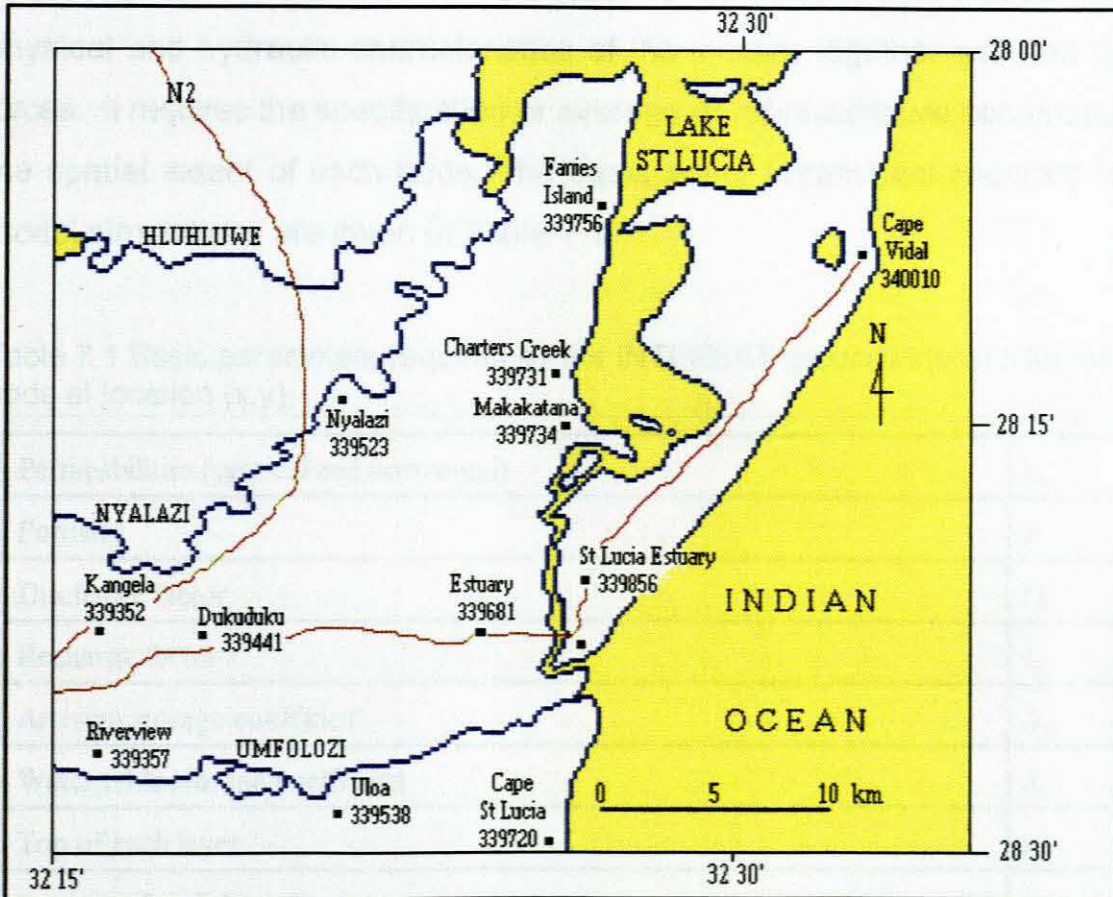 32 30'
28 00'
N2
LAKE
ST LUCIA
Fanies
Island
339756
HLUHLUWE
Cape
Vidal
340010
N
Charters Creek
339731
Makakatana
339734
28 15'
Nyalazi
339523
NYALAZI
Kangela
339352
Dukuduku
339441
Estuary
339681
St Lucia Estuary
339856
INDIAN
OCEAN
Riverview
339357
UMFOLOZI
Uloa
339538
Cape
St Lucia
339720
0 5 10 km
28 30'
32 15'
32 30'